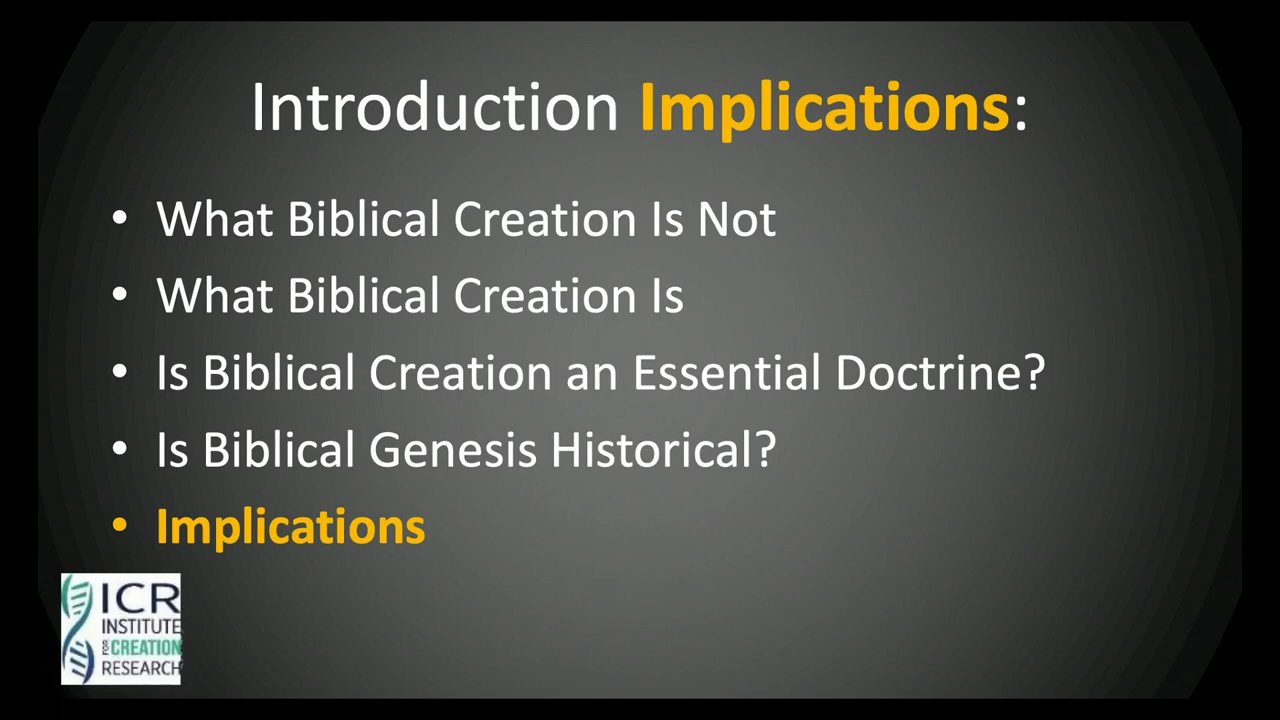 Introduction Implications:
• What Biblical Creation Is Not
• What Biblical Creation Is
• Is Biblical Creation an Essential Doctrine?
• Is Biblical Genesis Historical?
• Implications
ICR
INSTITUTE
FOR CREATION
RESEARCH